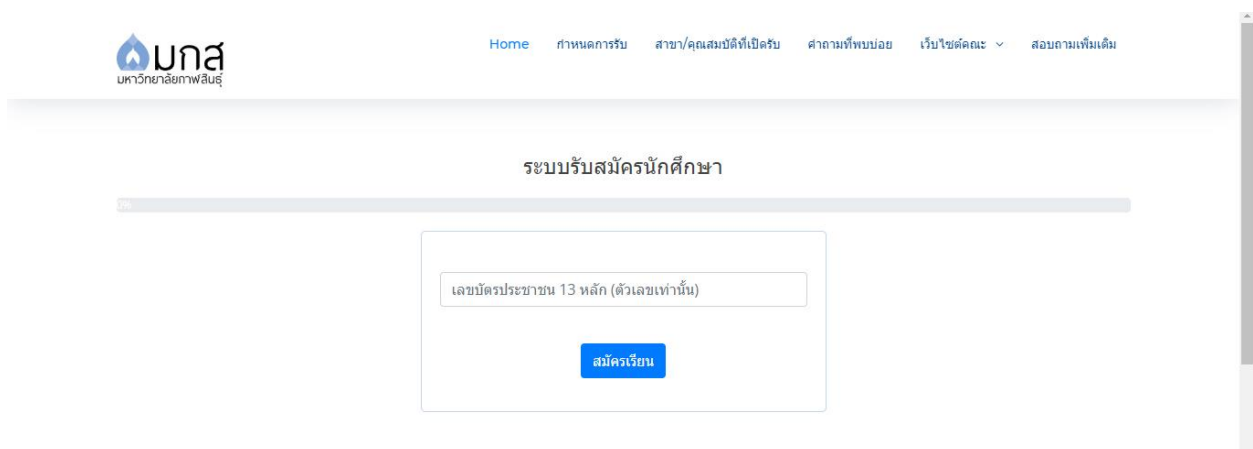 มกส
มหาวิทยาลัยกาฬสินธุ์
Home กำหนดการรับ สาขา/คุณสมบัติที่เปิดรับ คำถามที่พบบ่อย เว็บไซต์คณะ สอบถามเพิ่มเติม
ระบบรับสมัครนักศึกษา
0%
เลขบัตรประชาชน 13 หลัก (ตัวเลขเท่านั้น)
สมัครเรียน